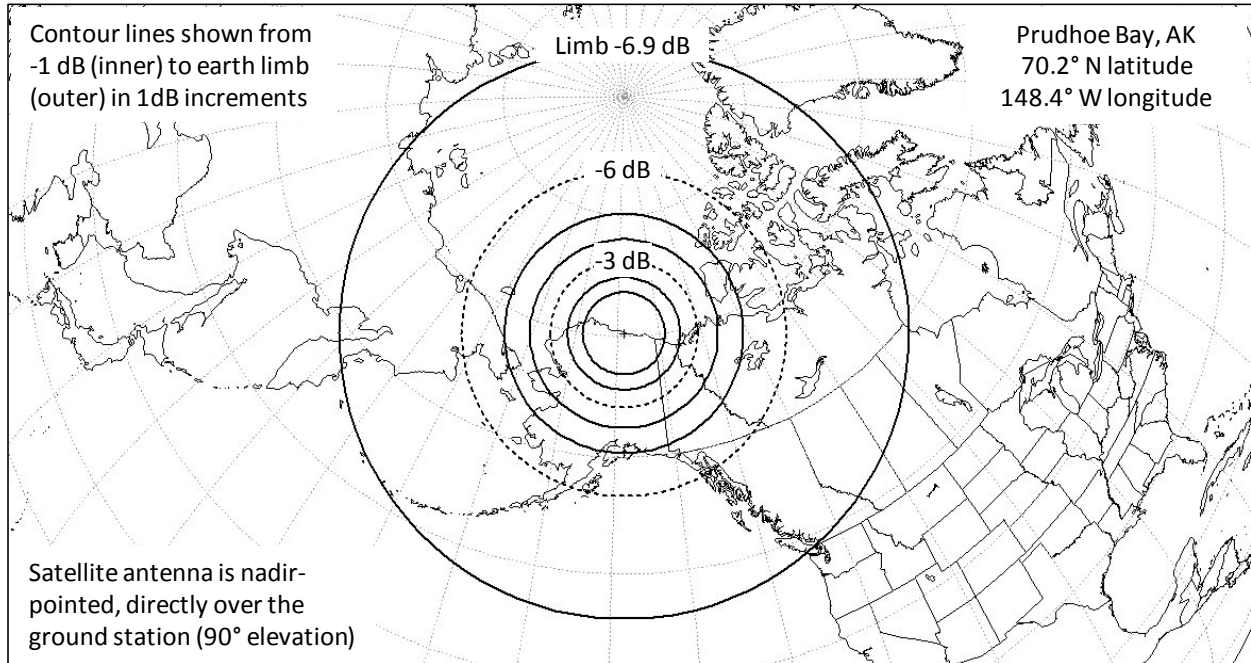 Contour lines shown from
-1 dB (inner) to earth limb
(outer) in 1dB increments
Limb -6.9 dB
Prudhoe Bay, AK
70.2° N latitude
148.4° W longitude
-6 dB
-3 dB
Satellite antenna is nadir-
pointed, directly over the
ground station (90° elevation)